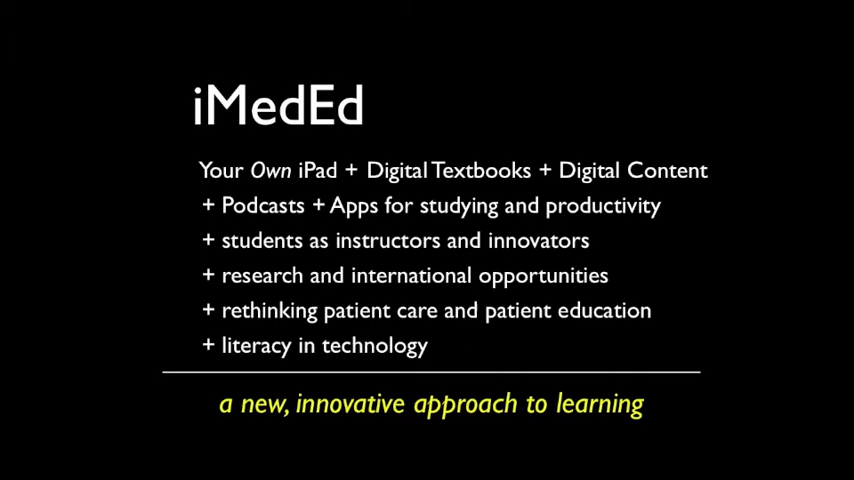 iMedEd
Your Own iPad + Digital Textbooks + Digital Content
+ Podcasts + Apps for studying and productivity
+ students as instructors and innovators
+ research and international opportunities
+ rethinking patient care and patient education
+ literacy in technology
a new, innovative approach to learning